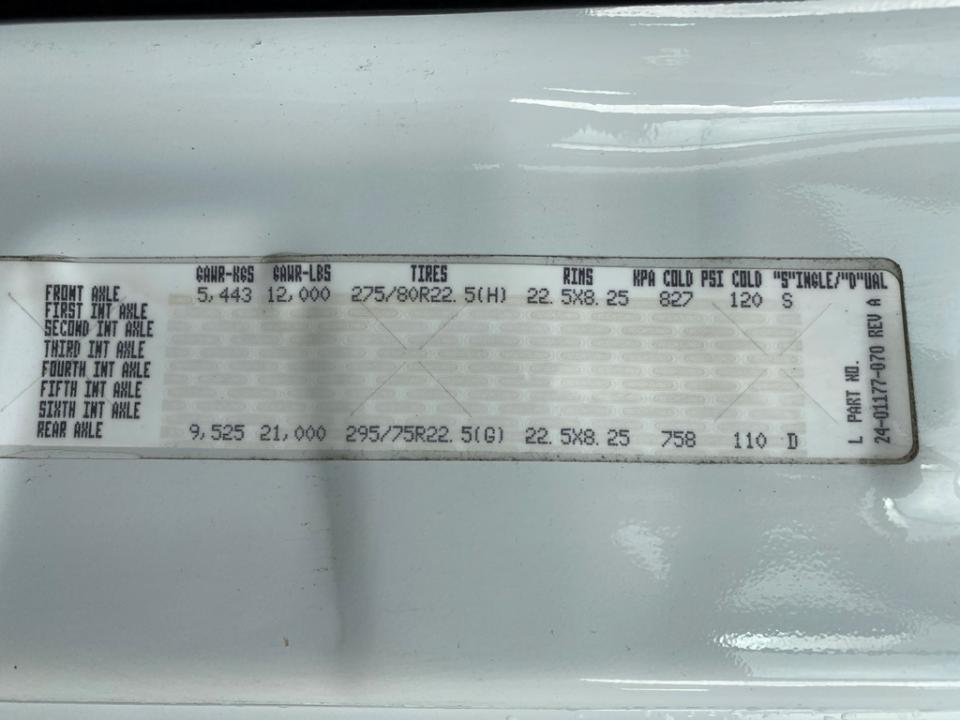 GAWR-KGS GAWR-LBS TIRES RIMS KPA COLD PSI COLD "S"INGLE/"D"UAL
FRONT AXLE 5,443 12,000 275/80R22.5(H) 22.5X8.25 827 120 S
FIRST INT AXLE
SECOND INT AXLE
THIRD INT AXLE
FOURTH INT AXLE
FIFTH INT AXLE
SIXTH INT AXLE
REAR AXLE 9,525 21,000 295/75R22.5(G) 22.5X8.25 758 110 D
L PART NO.
24-01177-070 REV A